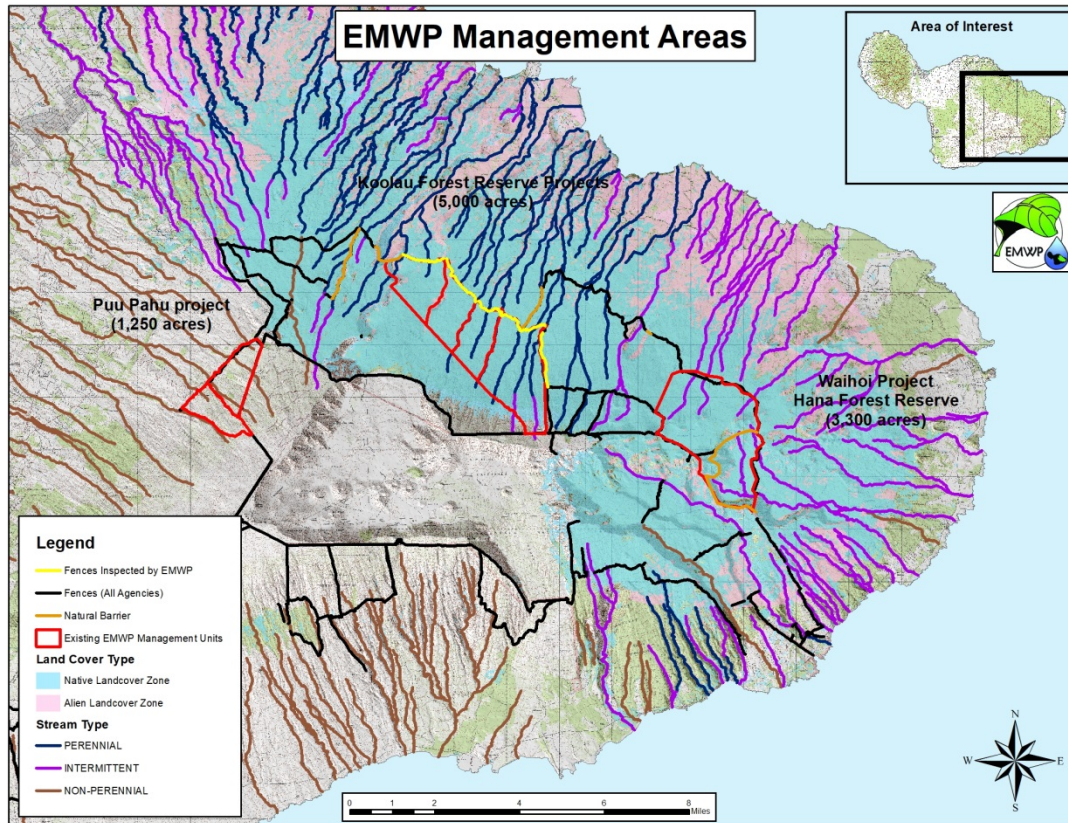 EMWP Management Areas
Area of Interest
EMWP
Koolau Forest Reserve Projects
(5,000 acres)
Puu Pahu project
(1,250 acres)
Waihoi Project
Hana Forest Reserve
(3,300 acres)
Legend
Fences Inspected by EMWP
Fences (All Agencies)
Natural Barrier
Existing EMWP Management Units
Land Cover Type
Native Landcover Zone
Alien Landcover Zone
Stream Type
PERENNIAL
INTERMITTENT
NON-PERENNIAL
0 1 2 4 6 8
Miles
N
W E
S